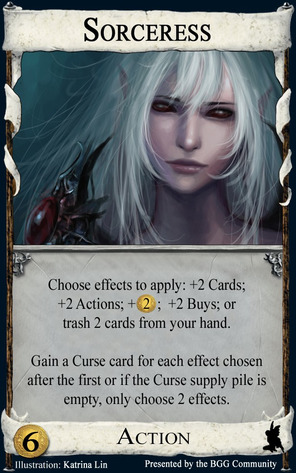 SORCERESS
Choose effects to apply: +2 Cards;
+2 Actions; +2; +2 Buys; or
trash 2 cards from your hand.
Gain a Curse card for each effect chosen
after the first or if the Curse supply pile is
empty, only choose 2 effects.
6
ACTION
Illustration: Katrina Lin
Presented by the BGG Community